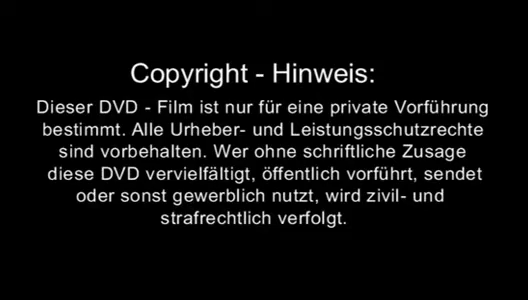 Copyright - Hinweis:
Dieser DVD - Film ist nur für eine private Vorführung
bestimmt. Alle Urheber- und Leistungsschutzrechte
sind vorbehalten. Wer ohne schriftliche Zusage
diese DVD vervielfältigt, öffentlich vorführt, sendet
oder sonst gewerblich nutzt, wird zivil- und
strafrechtlich verfolgt.